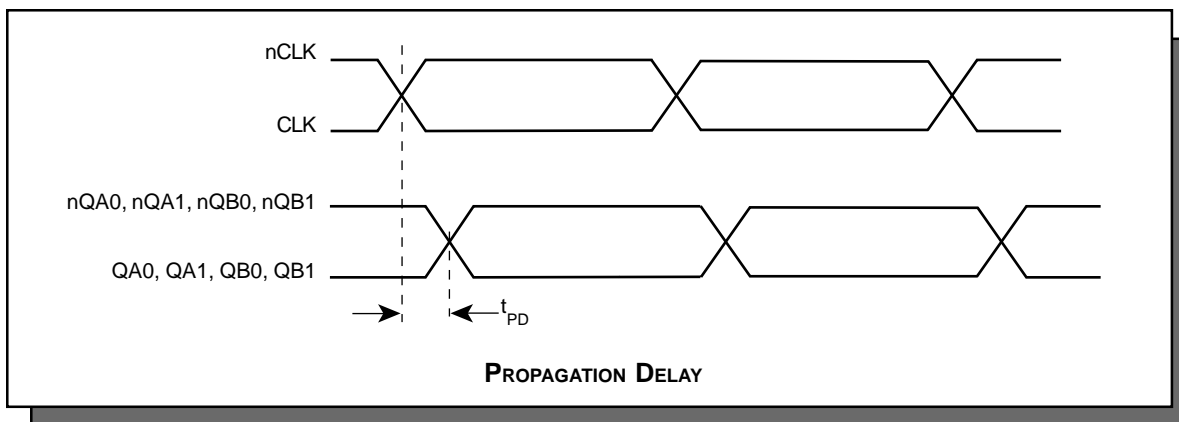 nCLK
CLK
nQA0, nQA1, nQB0, nQB1
QA0, QA1, QB0, QB1
tPD
PROPAGATION DELAY